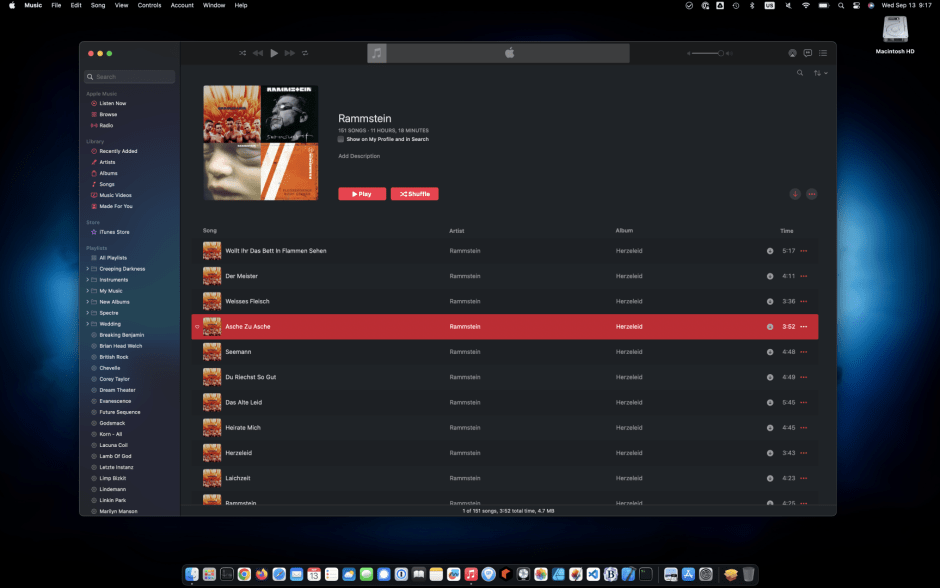 Music File Edit Song View Controls Account Window Help
US
Wed Sep 13 9:17
Macintosh HD
Search
Apple Music
Listen Now
Browse
Radio
Library
Recently Added
Artists
Albums
Songs
Music Videos
Made For You
Store
iTunes Store
Playlists
All Playlists
Creeping Darkness
Instruments
My Music
New Albums
Spectre
Wedding
Breaking Benjamin
Brian Head Welch
British Rock
Chevelle
Corey Taylor
Dream Theater
Evanescence
Future Sequence
Godsmack
Korn - All
Lacuna Coil
Lamb Of God
Letzte Instanz
Limp Bizkit
Lindemann
Linkin Park
Marilyn Manson
RAMMSTEIN
Rammstein
151 SONGS · 11 HOURS, 16 MINUTES
Show on My Profile and in Search
Add Description
Play
Shuffle
Song Artist Album Time
Wollt Ihr Das Bett In Flammen Sehen Rammstein Herzeleid 5:17
Der Meister Rammstein Herzeleid 4:11
Weisses Fleisch Rammstein Herzeleid 3:36
Asche Zu Asche Rammstein Herzeleid 3:52
Seemann Rammstein Herzeleid 4:48
Du Riechst So Gut Rammstein Herzeleid 4:49
Das Alte Leid Rammstein Herzeleid 5:45
Heirate Mich Rammstein Herzeleid 4:45
Herzeleid Rammstein Herzeleid 3:43
Laichzeit Rammstein Herzeleid 4:23
Rammstein Rammstein Herzeleid 4:25
1 of 151 songs, 3:52 total time, 4.7 MB
13